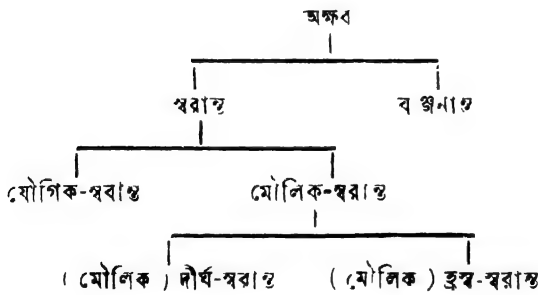 অক্ষর
স্বরান্ত ব্যঞ্জনান্ত
যৌগিক-স্বরান্ত মৌলিক-স্বরান্ত
( মৌলিক ) দীর্ঘ-স্বরান্ত ( মৌলিক ) হ্রস্ব-স্বরান্ত